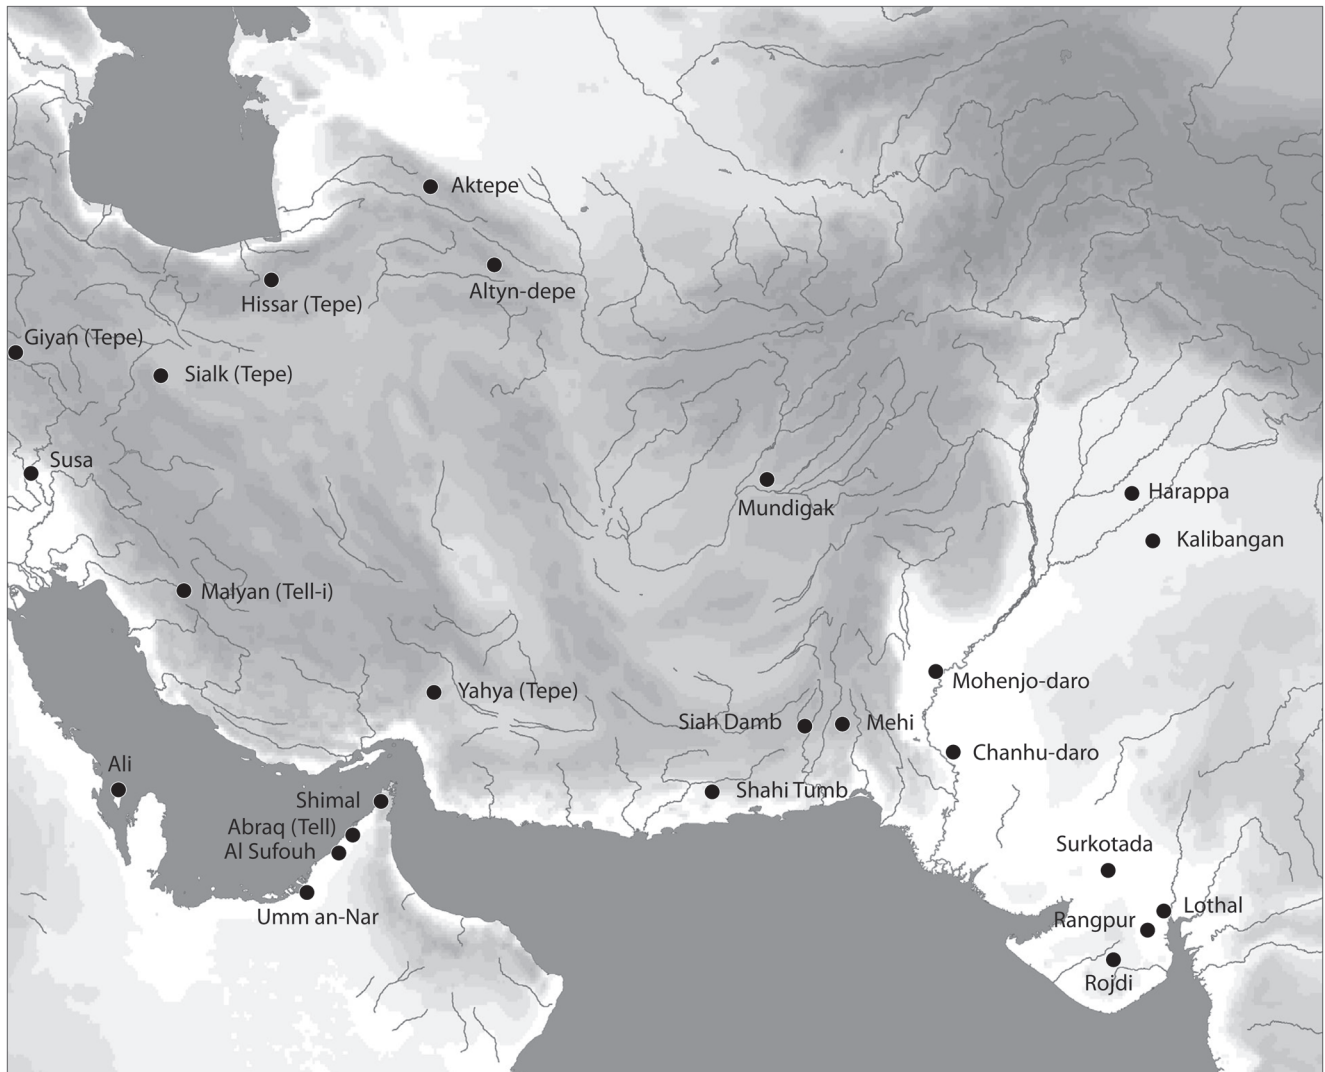 Aktepe
Altyn-depe
Hissar (Tepe)
Giyan (Tepe)
Sialk (Tepe)
Susa
Mundigak
Harappa
Kalibangan
Malyan (Tell-i)
Mohenjo-daro
Yahya (Tepe)
Siah Damb
Mehi
Chanhu-daro
Ali
Shahi Tumb
Shimal
Abraq (Tell)
Al Sufouh
Surkotada
Umm an-Nar
Lothal
Rangpur
Rojdi